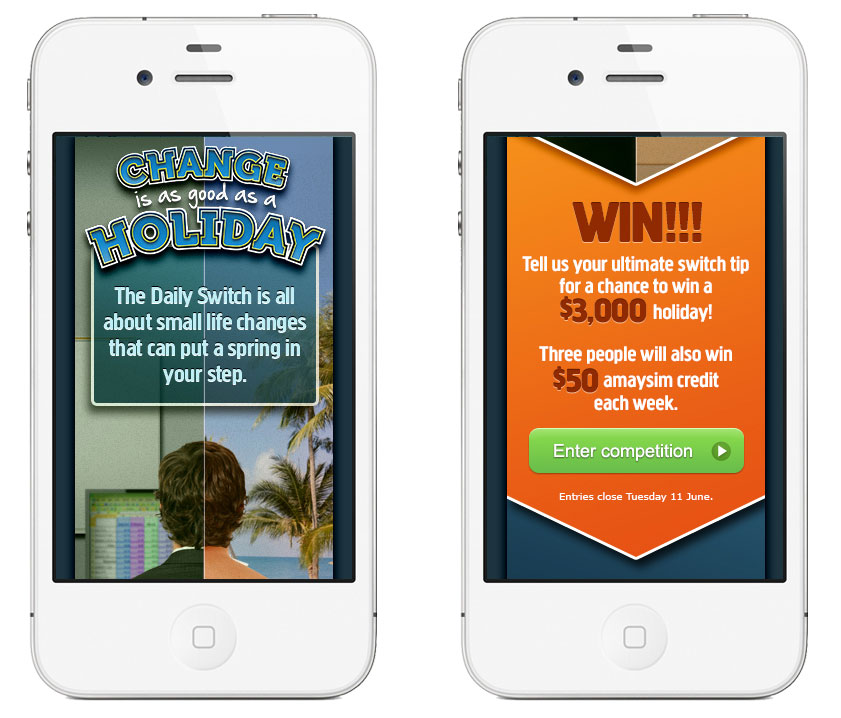 CHANGE
is as good as a
HOLIDAY
The Daily Switch is all
about small life changes
that can put a spring in
your step.
WIN!!!
Tell us your ultimate switch tip
for a chance to win a
$3,000 holiday!
Three people will also win
$50 amaysim credit
each week.
Enter competition
Entries close Tuesday 11 June.